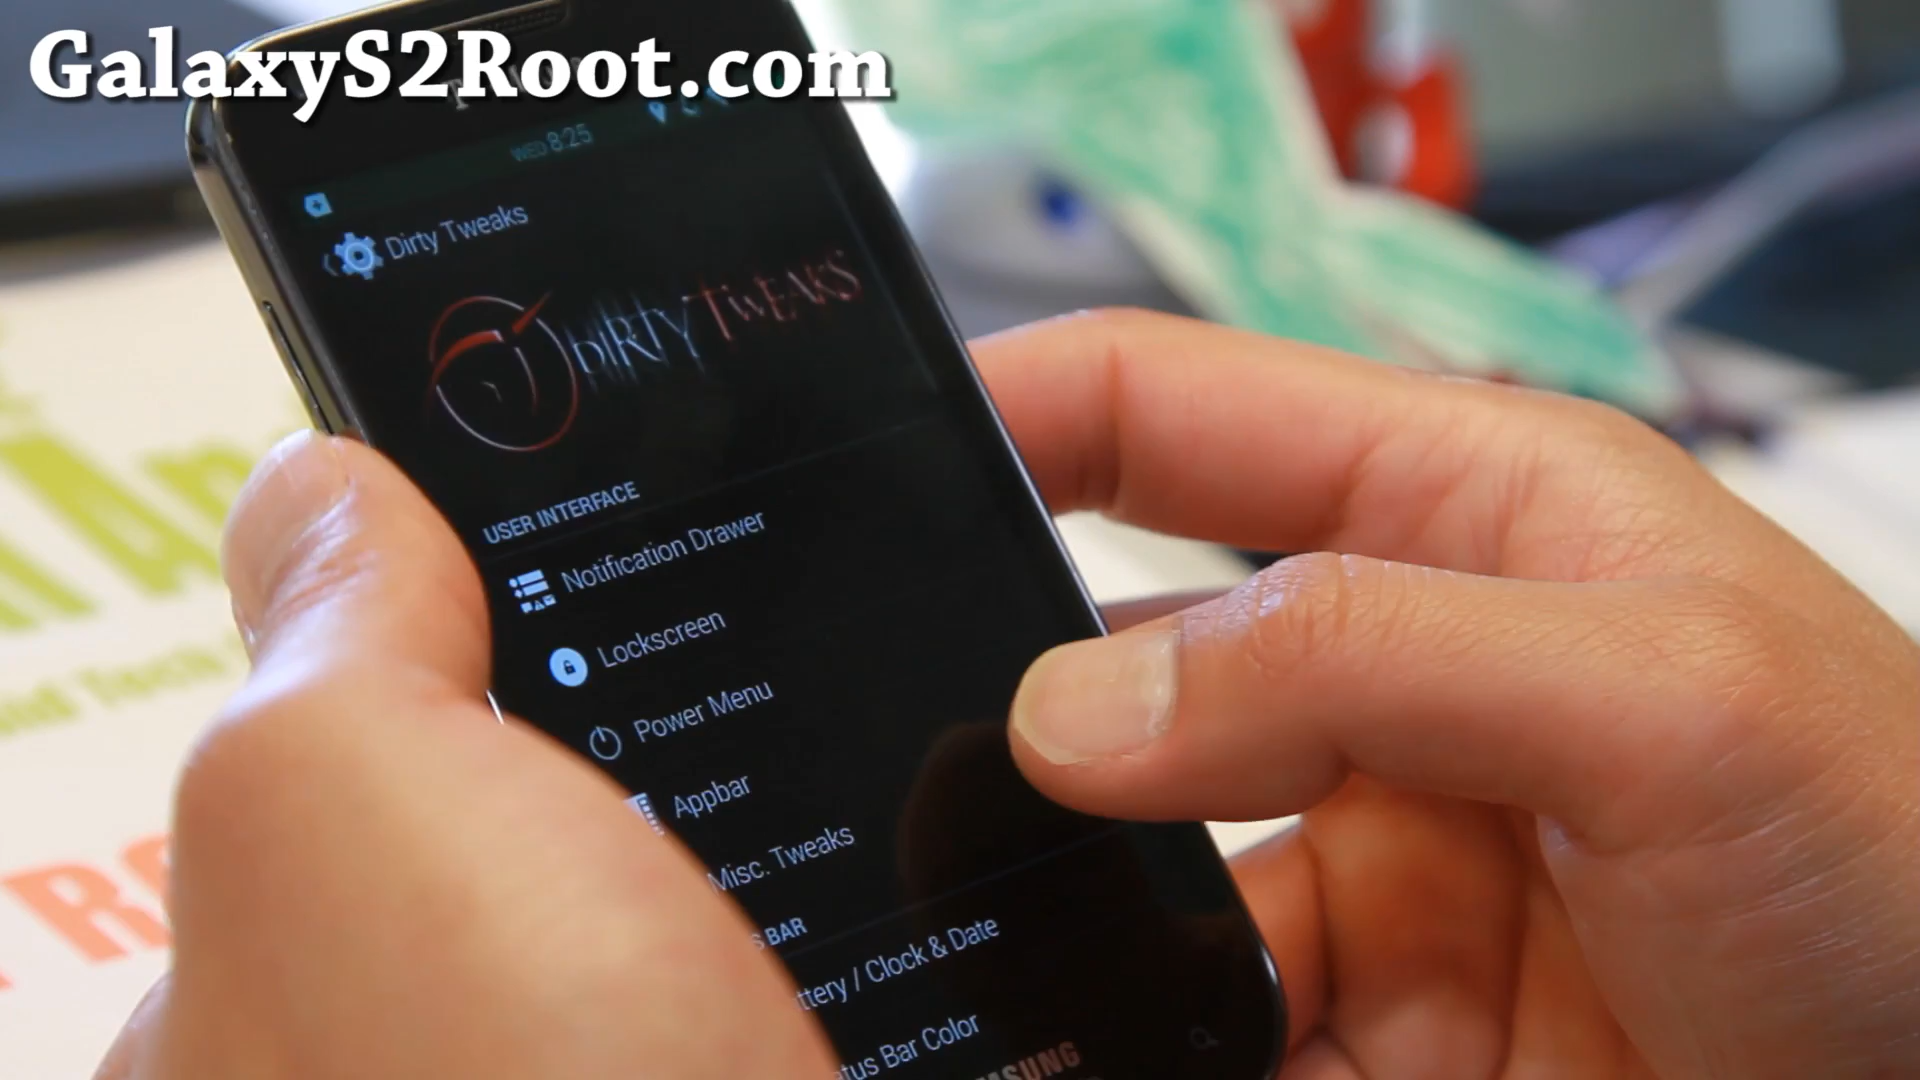 GalaxyS2Root.com
WED 8:25
Dirty Tweaks
DIRTY TWEAKS
USER INTERFACE
Notification Drawer
Lockscreen
Power Menu
Appbar
Misc. Tweaks
S BAR
ttery / Clock & Date
tus Bar Color
MSUNG